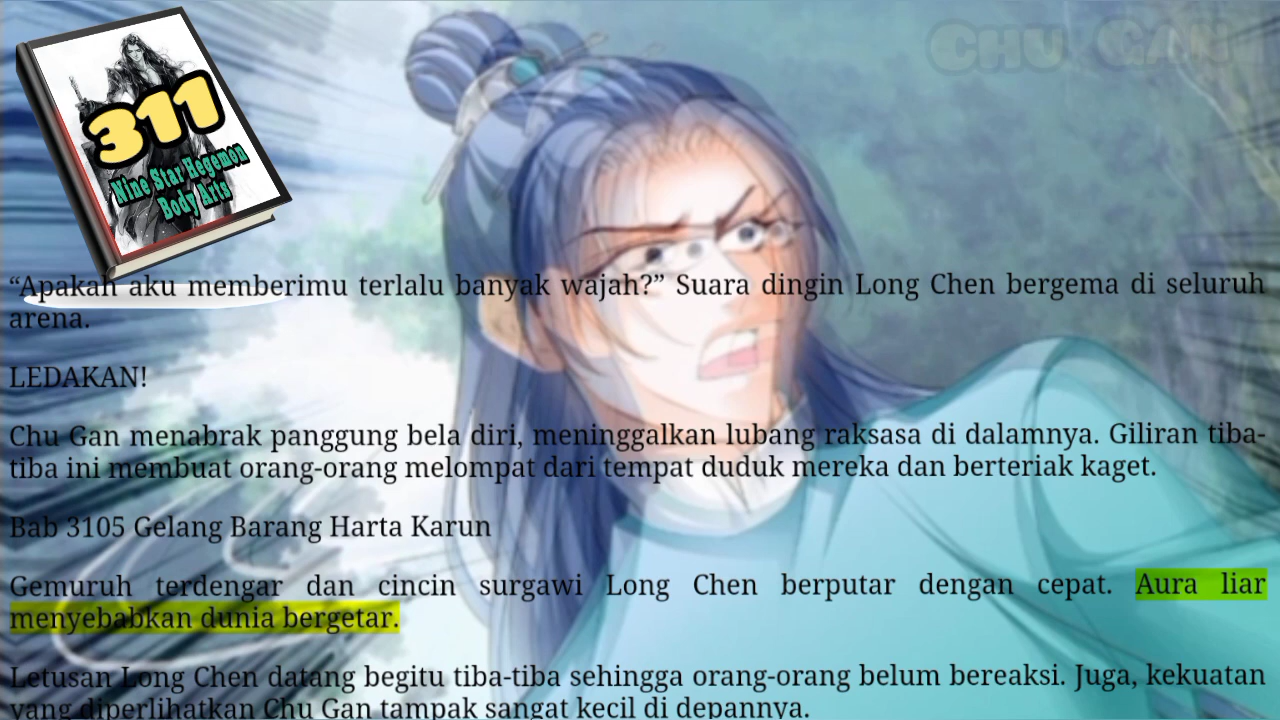 CHU GAN
311
Nine Star Hegemon
Body Arts
“Apakah aku memberimu terlalu banyak wajah?” Suara dingin Long Chen bergema di seluruh
arena.
LEDAKAN!
Chu Gan menabrak panggung bela diri, meninggalkan lubang raksasa di dalamnya. Giliran tiba-
tiba ini membuat orang-orang melompat dari tempat duduk mereka dan berteriak kaget.
Bab 3105 Gelang Barang Harta Karun
Gemuruh terdengar dan cincin surgawi Long Chen berputar dengan cepat. Aura liar
menyebabkan dunia bergetar.
Letusan Long Chen datang begitu tiba-tiba sehingga orang-orang belum bereaksi. Juga, kekuatan
yang diperlihatkan Chu Gan tampak sangat kecil di depannya.